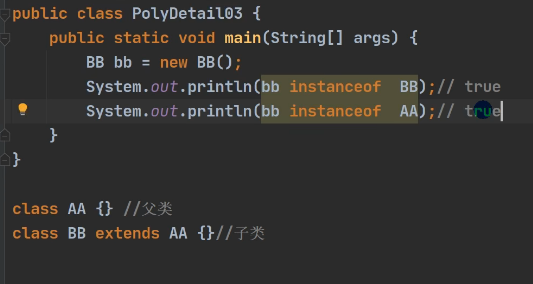 public class PolyDetail03 {
    public static void main(String[] args) {
        BB bb = new BB();
        System.out.println(bb instanceof  BB);// true
        System.out.println(bb instanceof  AA);// true
    }
}
class AA {} //父类
class BB extends AA {}//子类